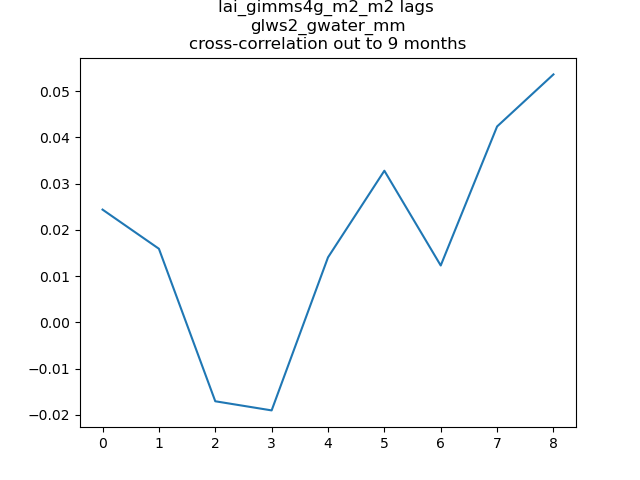 lai_gimms4g_m2_m2 lags
glws2_gwater_mm
cross-correlation out to 9 months
0.05
0.04
0.03
0.02
0.01
0.00
−0.01
−0.02
0 1 2 3 4 5 6 7 8